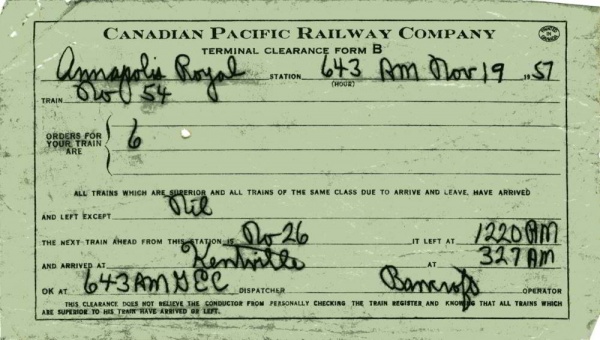 CANADIAN PACIFIC RAILWAY COMPANY
TERMINAL CLEARANCE FORM B
Annapolis Royal STATION 643 AM Nov 19 1957
(HOUR)
TRAIN No 54
ORDERS FOR
YOUR TRAIN
ARE
6
ALL TRAINS WHICH ARE SUPERIOR AND ALL TRAINS OF THE SAME CLASS DUE TO ARRIVE AND LEAVE, HAVE ARRIVED
AND LEFT EXCEPT Nil
THE NEXT TRAIN AHEAD FROM THIS STATION IS No 26 IT LEFT AT 1220 AM
AND ARRIVED AT Kentville AT 327 AM
OK AT 643 AM GEC DISPATCHER Bancroft OPERATOR
THIS CLEARANCE DOES NOT RELIEVE THE CONDUCTOR FROM PERSONALLY CHECKING THE TRAIN REGISTER AND KNOWING THAT ALL TRAINS WHICH
ARE SUPERIOR TO HIS TRAIN HAVE ARRIVED OR LEFT.